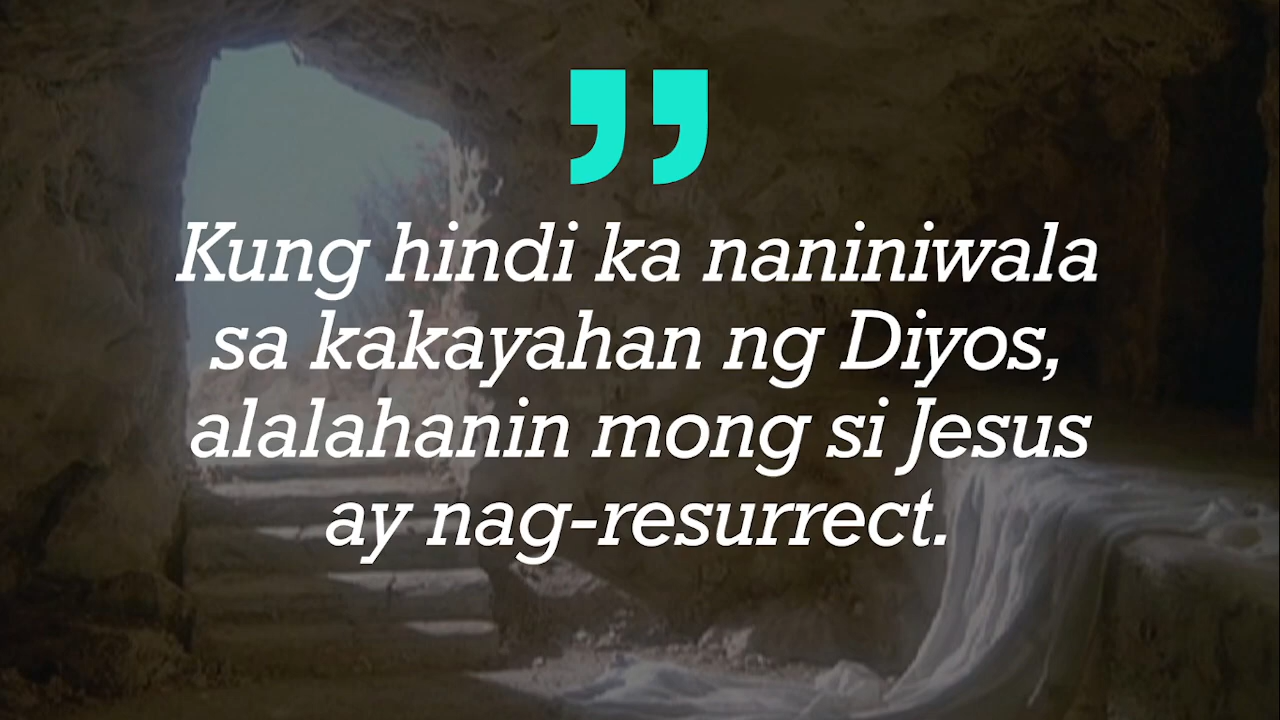 ”
Kung hindi ka naniniwala
sa kakayahan ng Diyos,
alalahanin mong si Jesus
ay nag-resurrect.